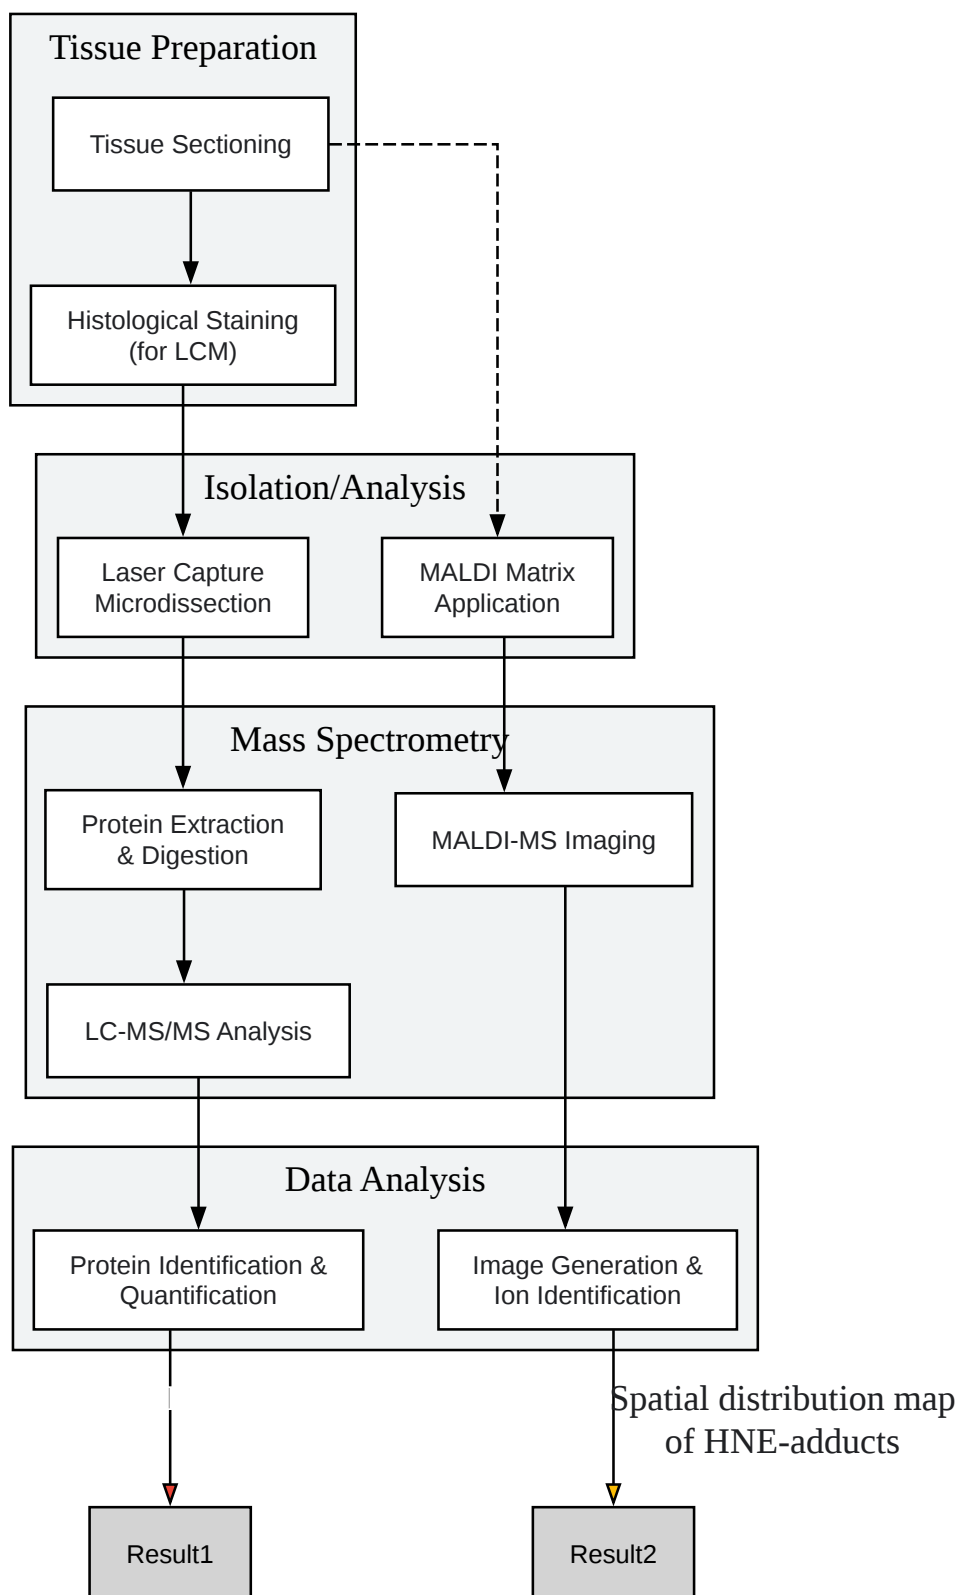 Tissue Preparation
Tissue Sectioning
Histological Staining
(for LCM)
Isolation/Analysis
Laser Capture
Microdissection
MALDI Matrix
Application
Mass Spectrometry
Protein Extraction
& Digestion
MALDI-MS Imaging
LC-MS/MS Analysis
Data Analysis
Protein Identification &
Quantification
Image Generation &
Ion Identification
Spatial distribution map
of HNE-adducts
Result1
Result2